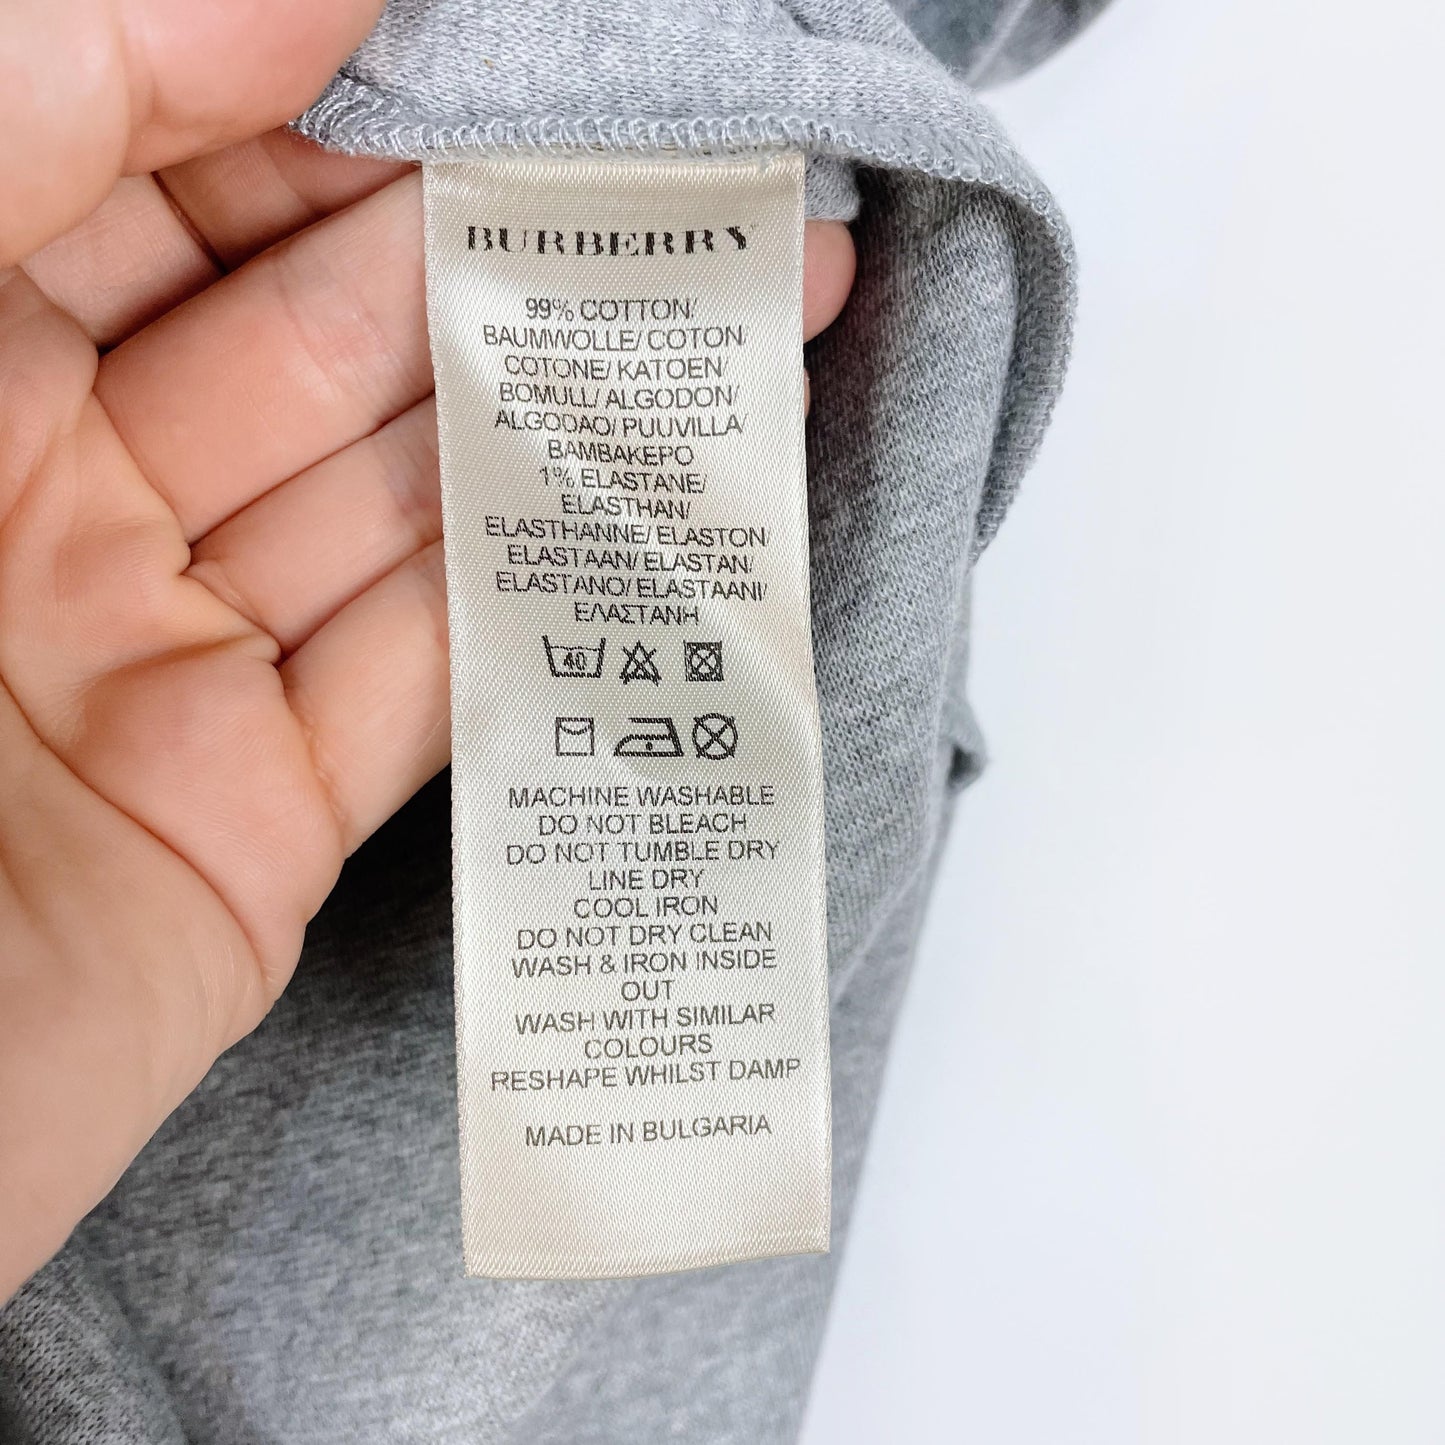 BURBERRY
99% COTTON/
BAUMWOLLE/ COTON/
COTONE/ KATOEN/
BOMULL/ ALGODON/
ALGODAO/ PUUVILLA/
ΒΑΜΒΑΚΕΡΟ
1% ELASTANE/
ELASTHAN/
ELASTHANNE/ ELASTON/
ELASTAAN/ ELASTAN/
ELASTANO/ ELASTAANI/
ΕΛΑΣΤΑΝΗ
40
MACHINE WASHABLE
DO NOT BLEACH
DO NOT TUMBLE DRY
LINE DRY
COOL IRON
DO NOT DRY CLEAN
WASH & IRON INSIDE
OUT
WASH WITH SIMILAR
COLOURS
RESHAPE WHILST DAMP
MADE IN BULGARIA